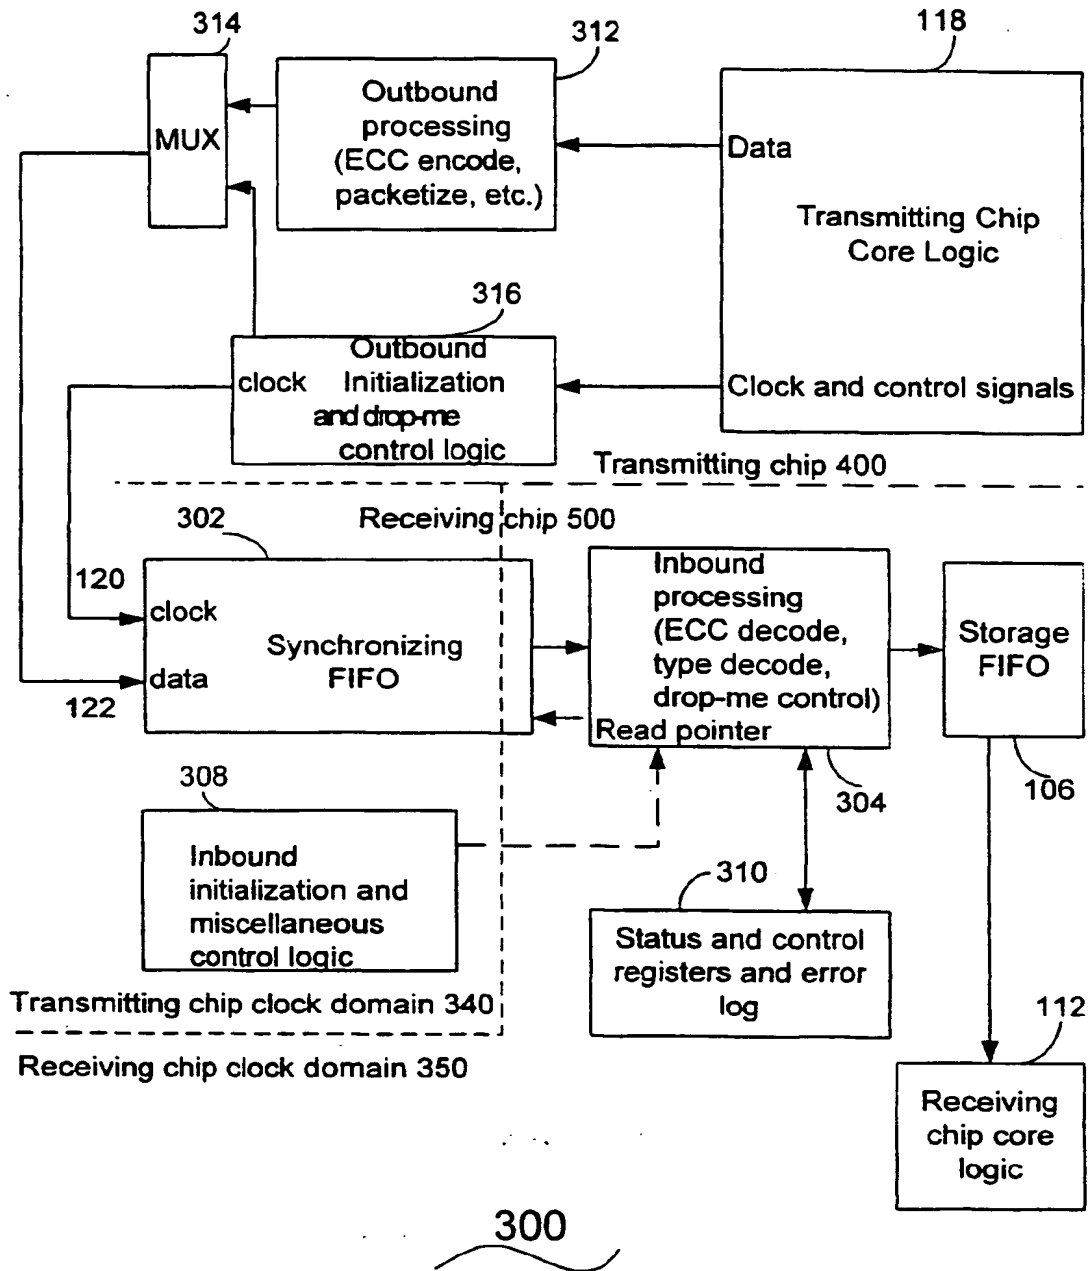 314
312
118
MUX
Outbound
processing
(ECC encode,
packetize, etc.)
Data
Transmitting Chip
Core Logic
316
clock
Outbound
Initialization
and drop-me
control logic
Clock and control signals
Transmitting chip 400
302
Receiving chip 500
120
clock
Synchronizing
FIFO
data
122
Inbound
processing
(ECC decode,
type decode,
drop-me control)
Read pointer
Storage
FIFO
308
304
106
Inbound
initialization and
miscellaneous
control logic
310
Status and control
registers and error
log
Transmitting chip clock domain 340
Receiving chip clock domain 350
112
Receiving
chip core
logic
300